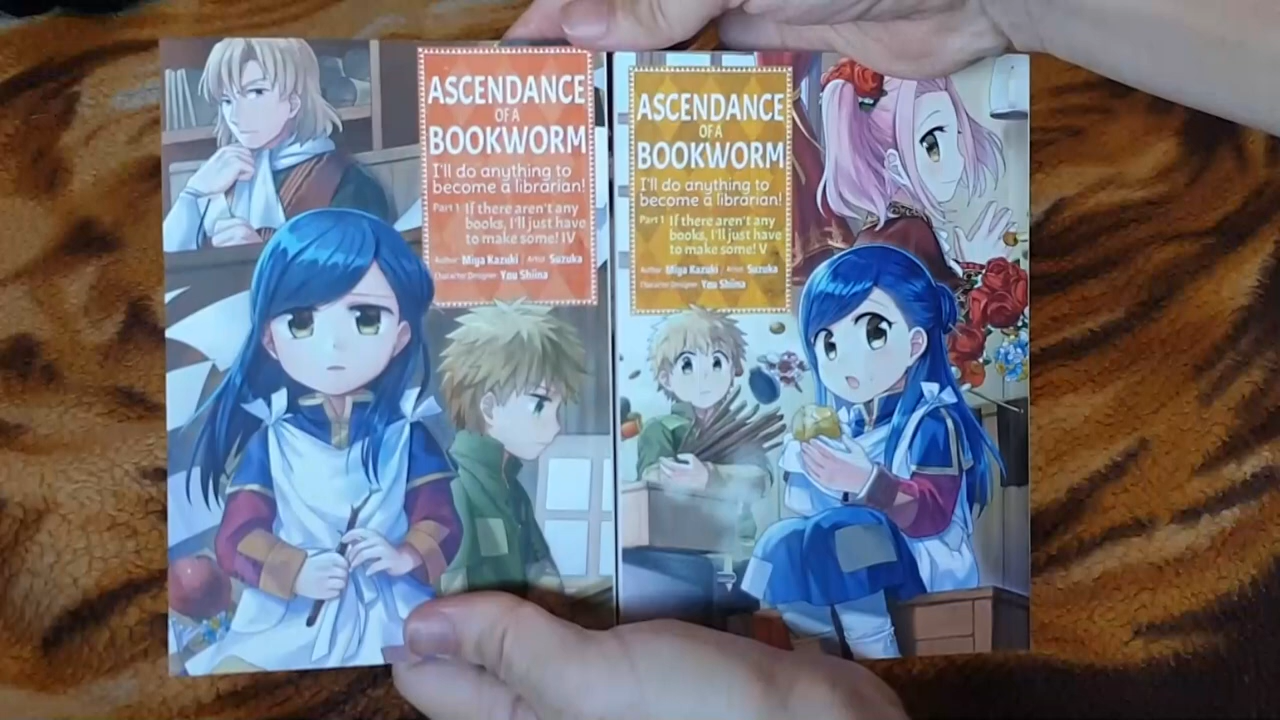 ASCENDANCE
OF A
BOOKWORM
I'll do anything to
become a librarian!
Part 1 If there aren't any
books, I'll just have
to make some! IV
Author: Miya Kazuki Artist: Suzuka
Character Designer: You Shiina
ASCENDANCE
OF A
BOOKWORM
I'll do anything to
become a librarian!
Part 1 If there aren't any
books, I'll just have
to make some! V
Author: Miya Kazuki Artist: Suzuka
Character Designer: You Shiina